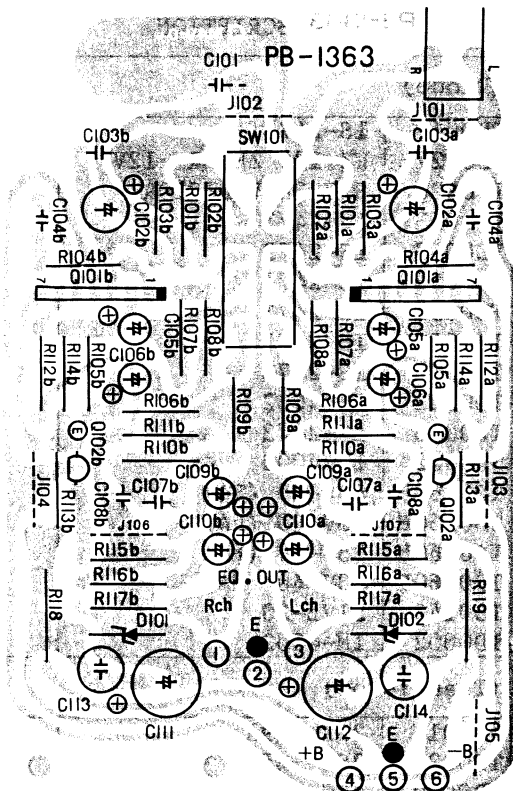 C101
PB-1363
R L
J102
J101
C103b
SW101
C103a
C104b
C102b
R103b
R101b
R102b
R102a
R101a
R103a
C102a
C104a
R104b
R104a
7 Q101b 1
1 Q101a 7
R112b
R114b
R105b
C106b
C105b
R107b
R108b
R108a
R107a
C105a
C106a
R105a
R114a
R112a
R106b
R109b
R109a
R106a
R111b
R111a
R110b
R110a
E
E
J104
R113b
Q102b
C108b
C107b
C109b
C109a
C107a
C108a
Q102a
R113a
J103
C110b
C110a
J106
J107
R115b
R115a
R116b
EQ.OUT
R116a
R117b
Rch
Lch
R117a
R118
R119
D101
E
D102
1
2
3
C113
C111
C112
C114
J105
+B
E
-B
4
5
6